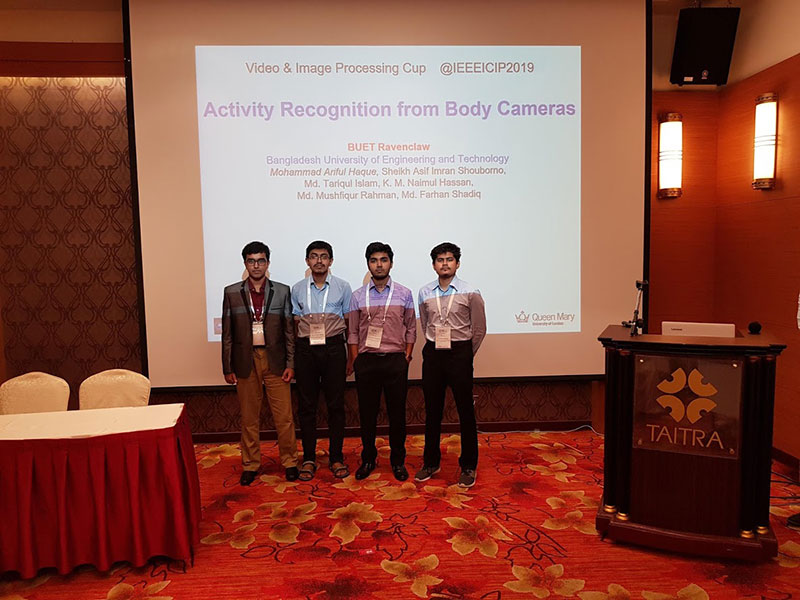 Video & Image Processing Cup @IEEEICIP2019
Activity Recognition from Body Cameras
BUET Ravenclaw
Bangladesh University of Engineering and Technology
Mohammad Ariful Haque, Sheikh Asif Imran Shouborno,
Md. Tariqul Islam, K. M. Naimul Hassan,
Md. Mushfiqur Rahman, Md. Farhan Shadiq
Queen Mary
University of London
TAITRA